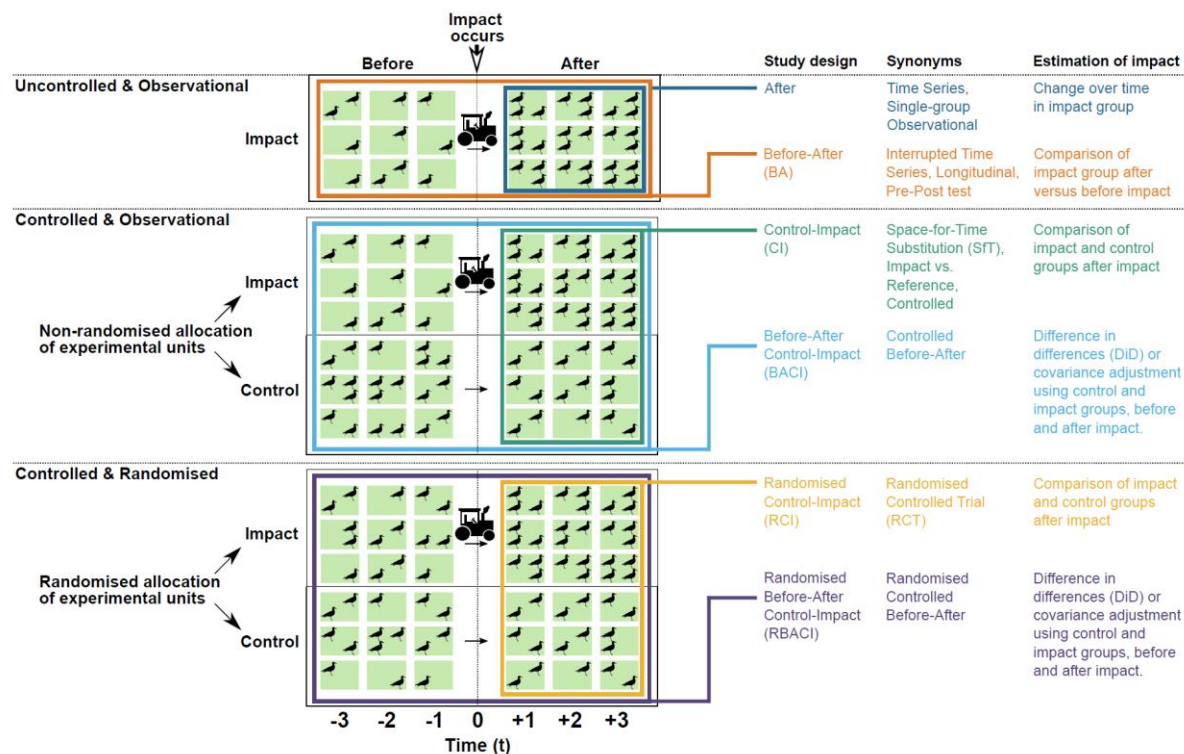 Impact
occurs
Before
After
Study design
Synonyms
Estimation of impact
Uncontrolled & Observational
Impact
After
Time Series,
Single-group
Observational
Change over time
in impact group
Before-After
(BA)
Interrupted Time
Series, Longitudinal,
Pre-Post test
Comparison of
impact group after
versus before impact
Controlled & Observational
Impact
Non-randomised allocation
of experimental units
Control
Control-Impact
(CI)
Space-for-Time
Substitution (SfT),
Impact vs.
Reference,
Controlled
Comparison of
impact and control
groups after impact
Before-After
Control-Impact
(BACI)
Controlled
Before-After
Difference in
differences (DiD) or
covariance adjustment
using control and
impact groups, before
and after impact.
Controlled & Randomised
Impact
Randomised allocation
of experimental units
Control
Randomised
Control-Impact
(RCI)
Randomised
Controlled Trial
(RCT)
Comparison of impact
and control groups
after impact
Randomised
Before-After
Control-Impact
(RBACI)
Randomised
Controlled
Before-After
Difference in
differences (DiD) or
covariance adjustment
using control and
impact groups, before
and after impact.
-3 -2 -1 0 +1 +2 +3
Time (t)